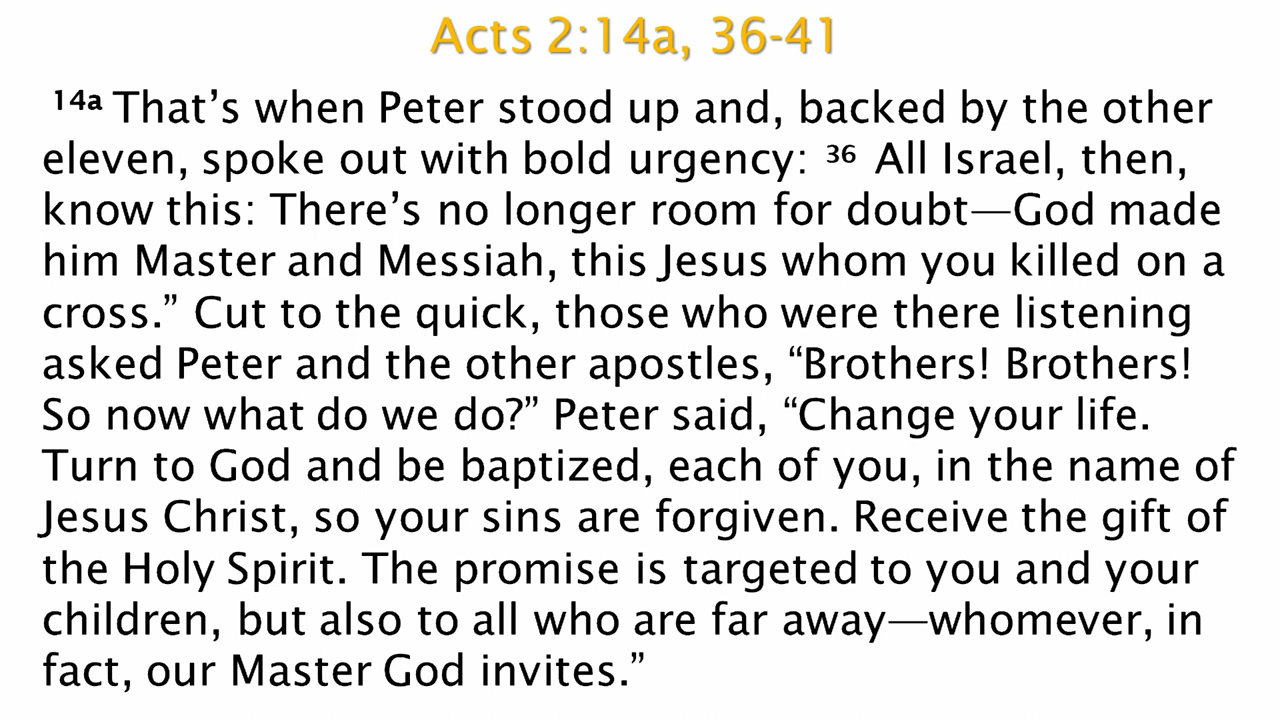 Acts 2:14a, 36-41
14a That’s when Peter stood up and, backed by the other
eleven, spoke out with bold urgency: 36 All Israel, then,
know this: There’s no longer room for doubt—God made
him Master and Messiah, this Jesus whom you killed on a
cross.” Cut to the quick, those who were there listening
asked Peter and the other apostles, “Brothers! Brothers!
So now what do we do?” Peter said, “Change your life.
Turn to God and be baptized, each of you, in the name of
Jesus Christ, so your sins are forgiven. Receive the gift of
the Holy Spirit. The promise is targeted to you and your
children, but also to all who are far away—whomever, in
fact, our Master God invites.”